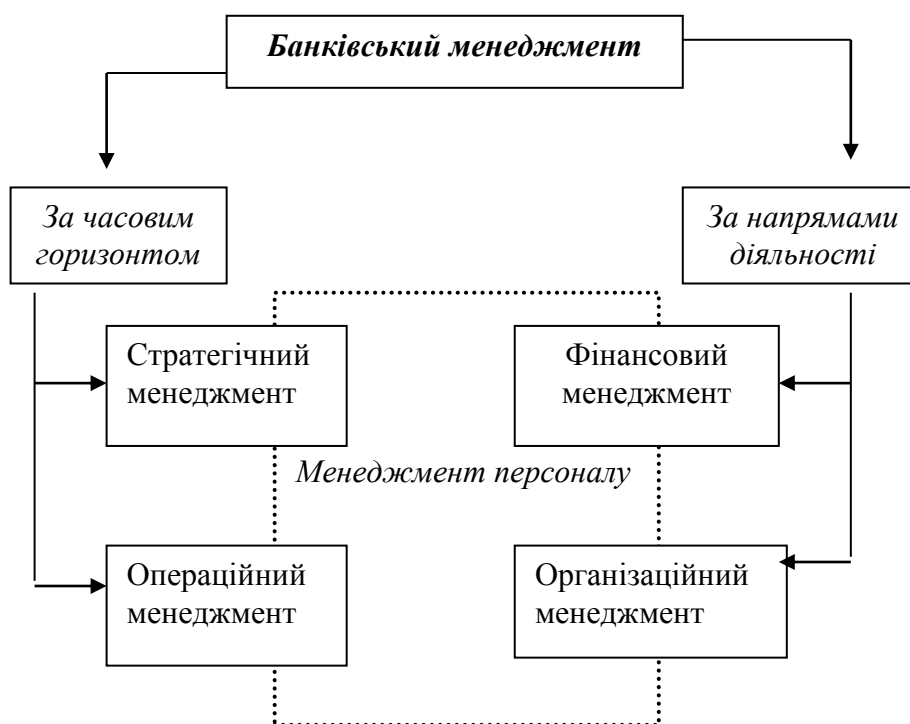 Банківський менеджмент
За часовим
горизонтом
За напрямами
діяльності
Стратегічний
менеджмент
Фінансовий
менеджмент
Менеджмент персоналу
Операційний
менеджмент
Організаційний
менеджмент